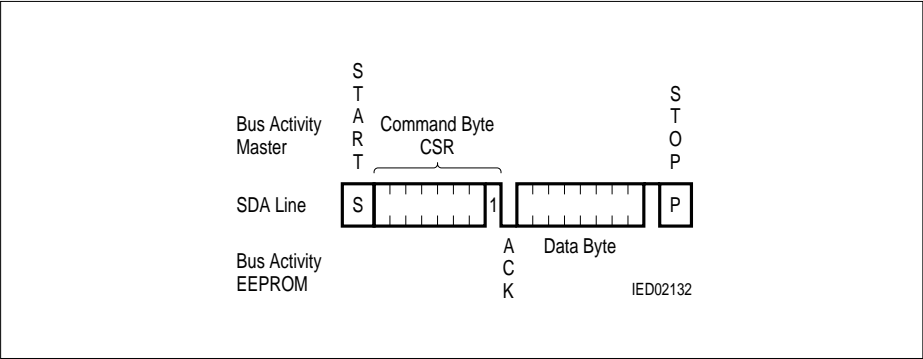 START
STOP
Bus Activity
Master
Command Byte
CSR
SDA Line
S
1
P
Bus Activity
EEPROM
ACK
Data Byte
IED02132